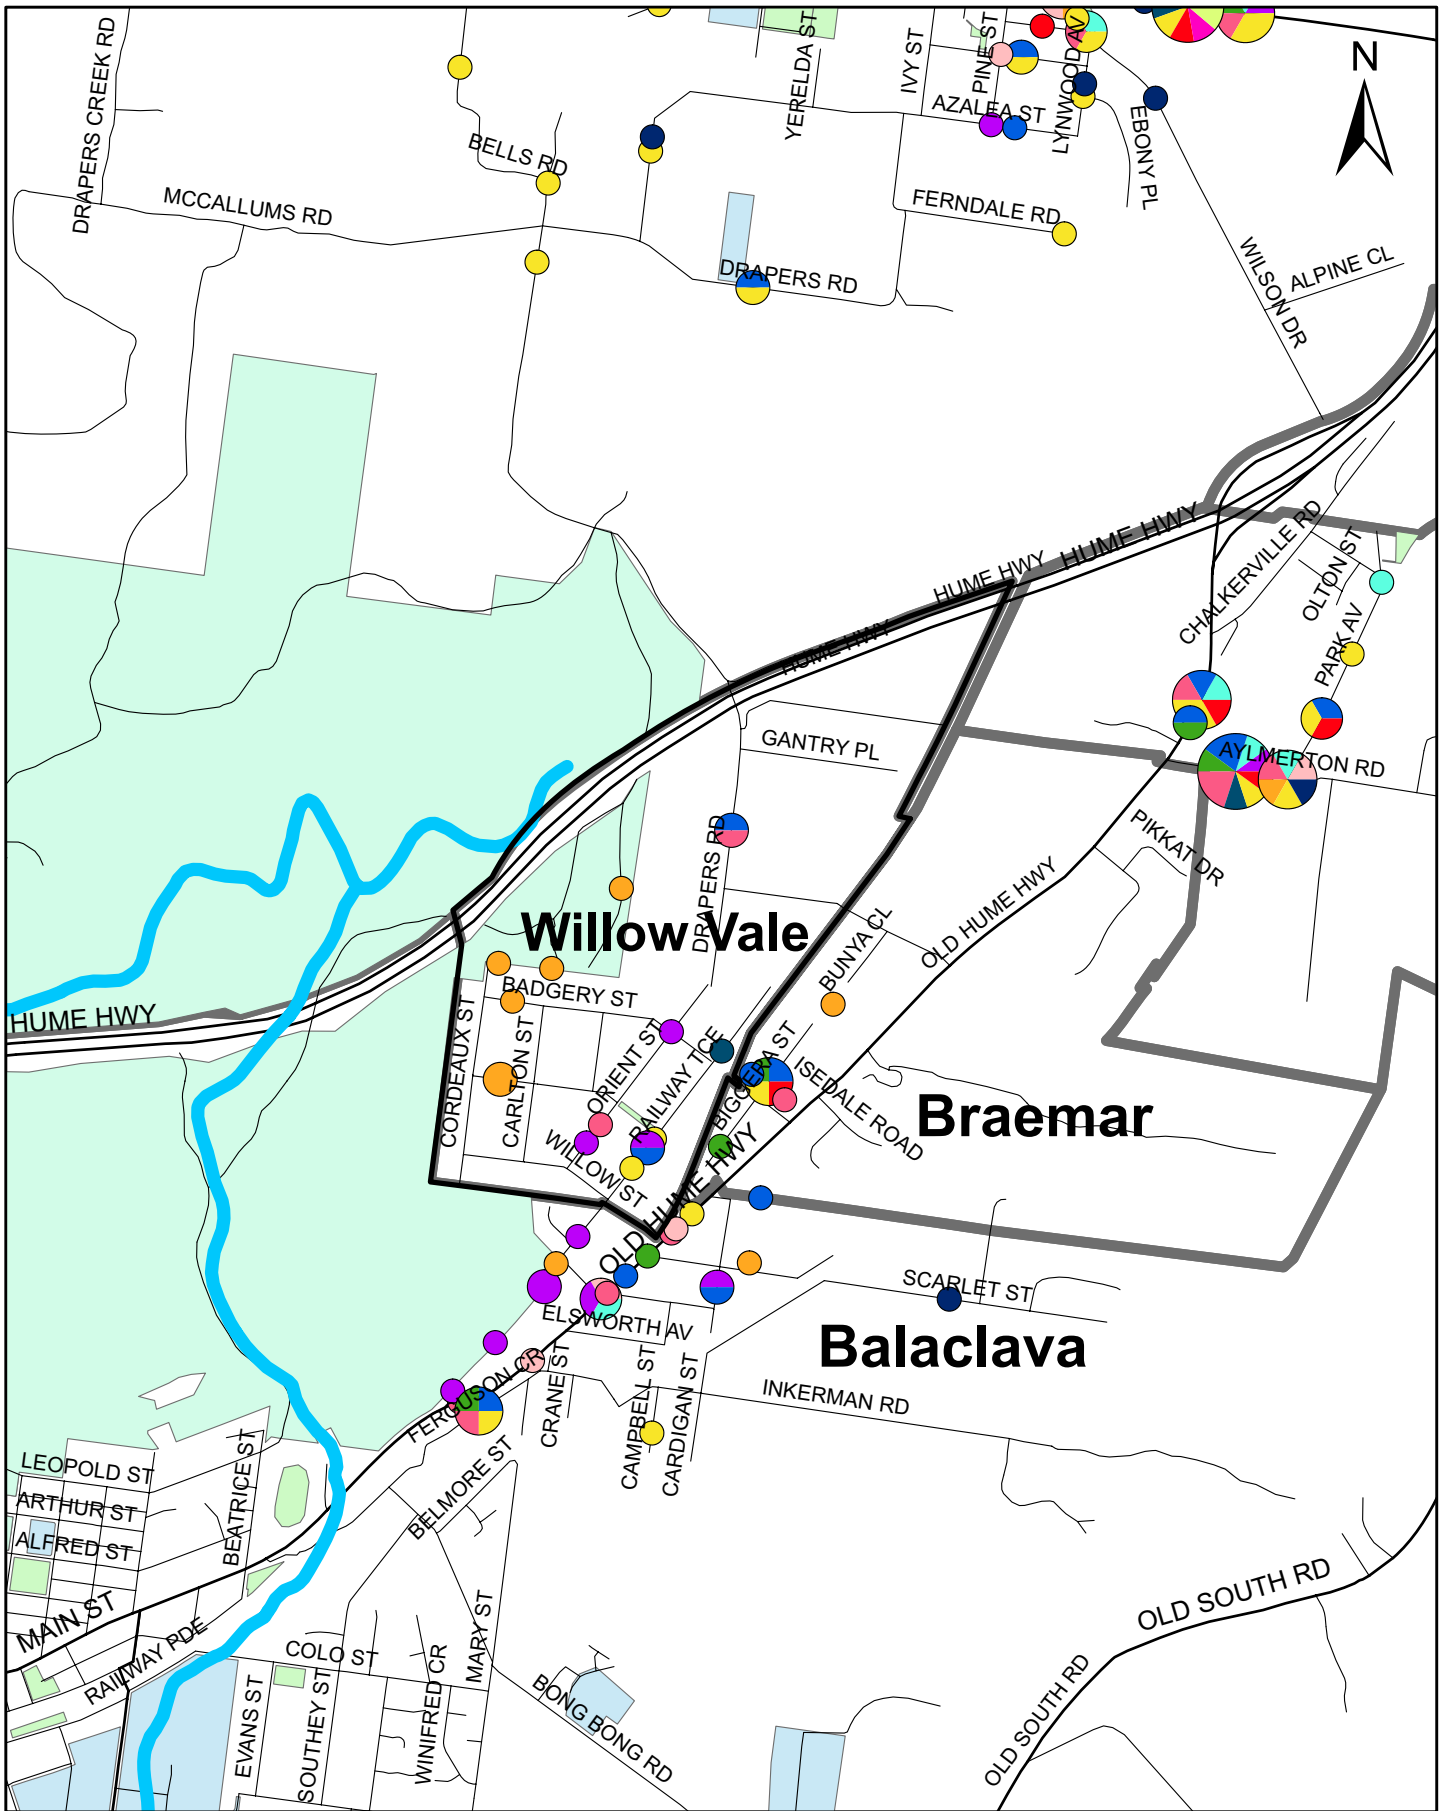 DRAPERS CREEK RD
YERELDA ST
IVY ST
PINE ST
LYNWOOD AV
N
AZALEA ST
EBONY PL
BELLS RD
MCCALLUMS RD
FERNDALE RD
WILSON DR
ALPINE CL
DRAPERS RD
HUME HWY
HUME HWY
HUME HWY
CHALKERVILLE RD
OLTON ST
PARK AV
GANTRY PL
AYLMERTON RD
DRAPERS RD
PIKKAT DR
OLD HUME HWY
Willow Vale
BUNYA CL
BADGERY ST
HUME HWY
CORDEAUX ST
CARLTON ST
ORIENT ST
RAILWAY TCE
BIGGERA ST
ISEDALE ROAD
Braemar
WILLOW ST
OLD HUME HWY
SCARLET ST
ELSWORTH AV
Balaclava
FERGUSON CR
CRANE ST
CAMPBELL ST
CARDIGAN ST
INKERMAN RD
LEOPOLD ST
ARTHUR ST
ALFRED ST
BEATRICE ST
BELMORE ST
MAIN ST
RAILWAY PDE
COLO ST
EVANS ST
SOUTHEY ST
WINIFRED CR
MARY ST
BONG BONG RD
OLD SOUTH RD
OLD SOUTH RD